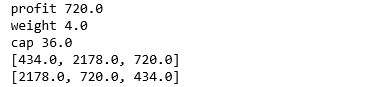 profit 720.0
weight 4.0
cap 36.0
[434.0, 2178.0, 720.0]
[2178.0, 720.0, 434.0]